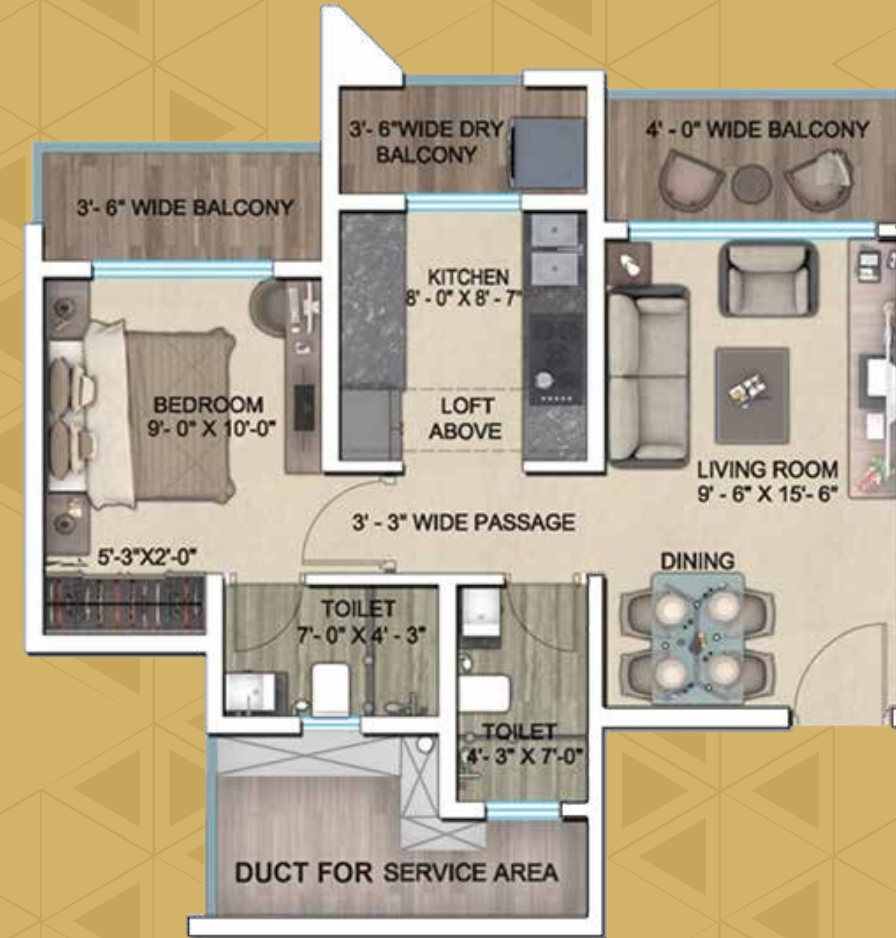 3'- 6"WIDE DRY
BALCONY
4' - 0" WIDE BALCONY
3'- 6" WIDE BALCONY
KITCHEN
8' - 0" X 8' - 7"
BEDROOM
9'- 0" X 10'-0"
LOFT
ABOVE
LIVING ROOM
9' - 6" X 15'- 6"
3' - 3" WIDE PASSAGE
5'-3"X2'-0"
DINING
TOILET
7'- 0" X 4' - 3"
TOILET
4'- 3" X 7'-0"
DUCT FOR SERVICE AREA